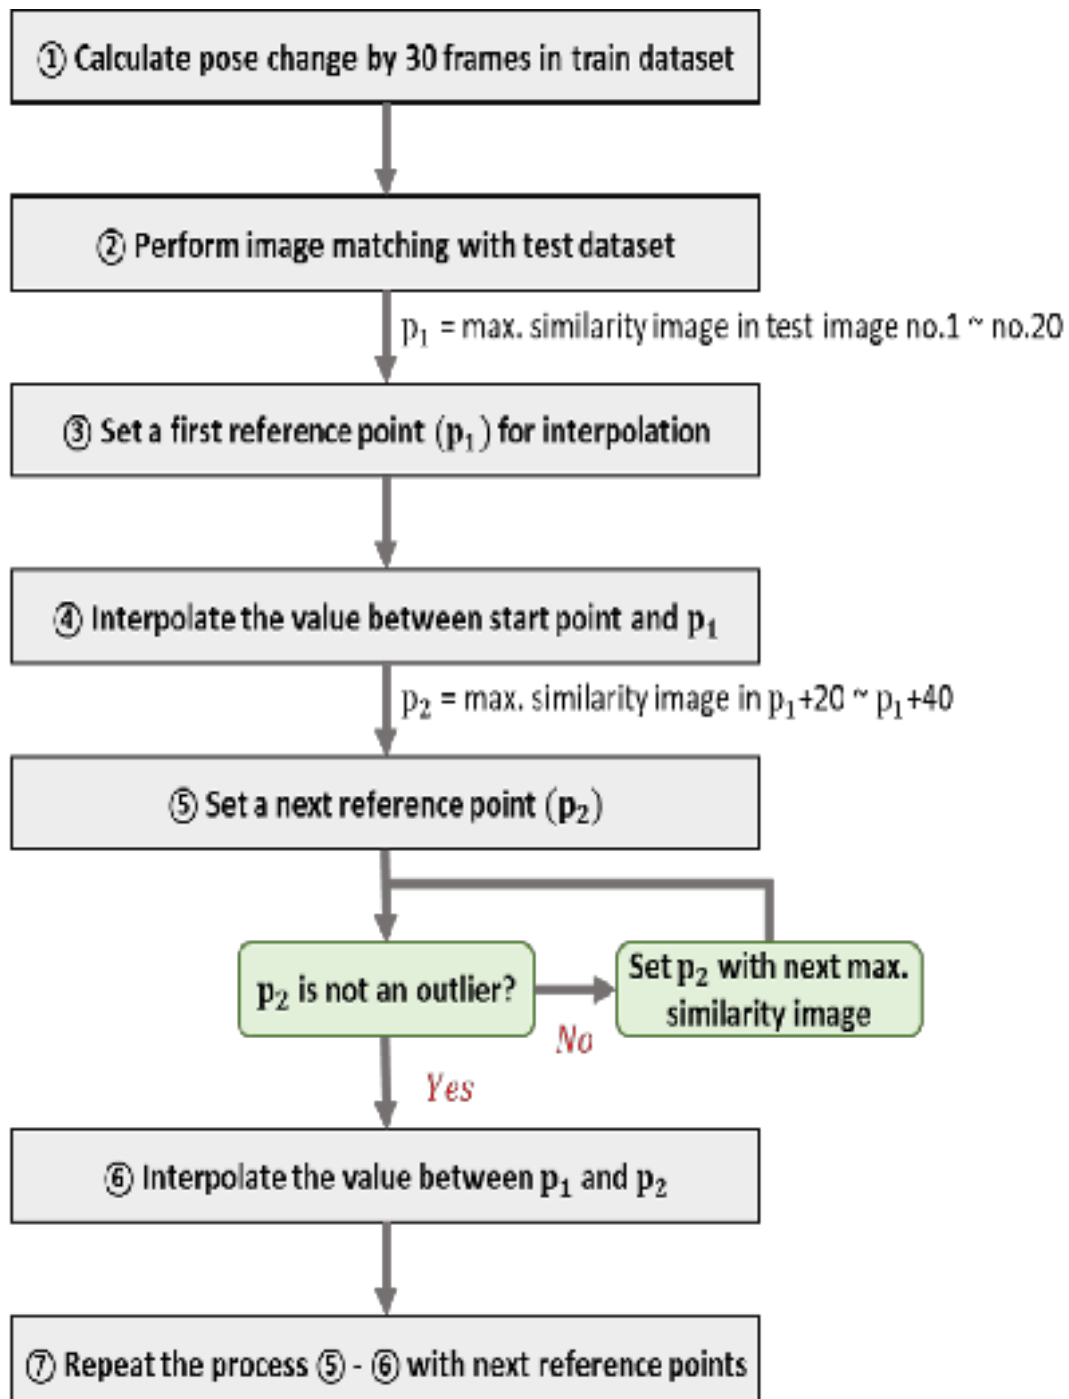 ① Calculate pose change by 30 frames in train dataset
② Perform image matching with test dataset
p₁ = max. similarity image in test image no.1 ~ no.20
③ Set a first reference point (p₁) for interpolation
④ Interpolate the value between start point and p₁
p₂ = max. similarity image in p₁+20 ~ p₁+40
⑤ Set a next reference point (p₂)
p₂ is not an outlier?
Set p₂ with next max.
similarity image
No
Yes
⑥ Interpolate the value between p₁ and p₂
⑦ Repeat the process ⑤ - ⑥ with next reference points